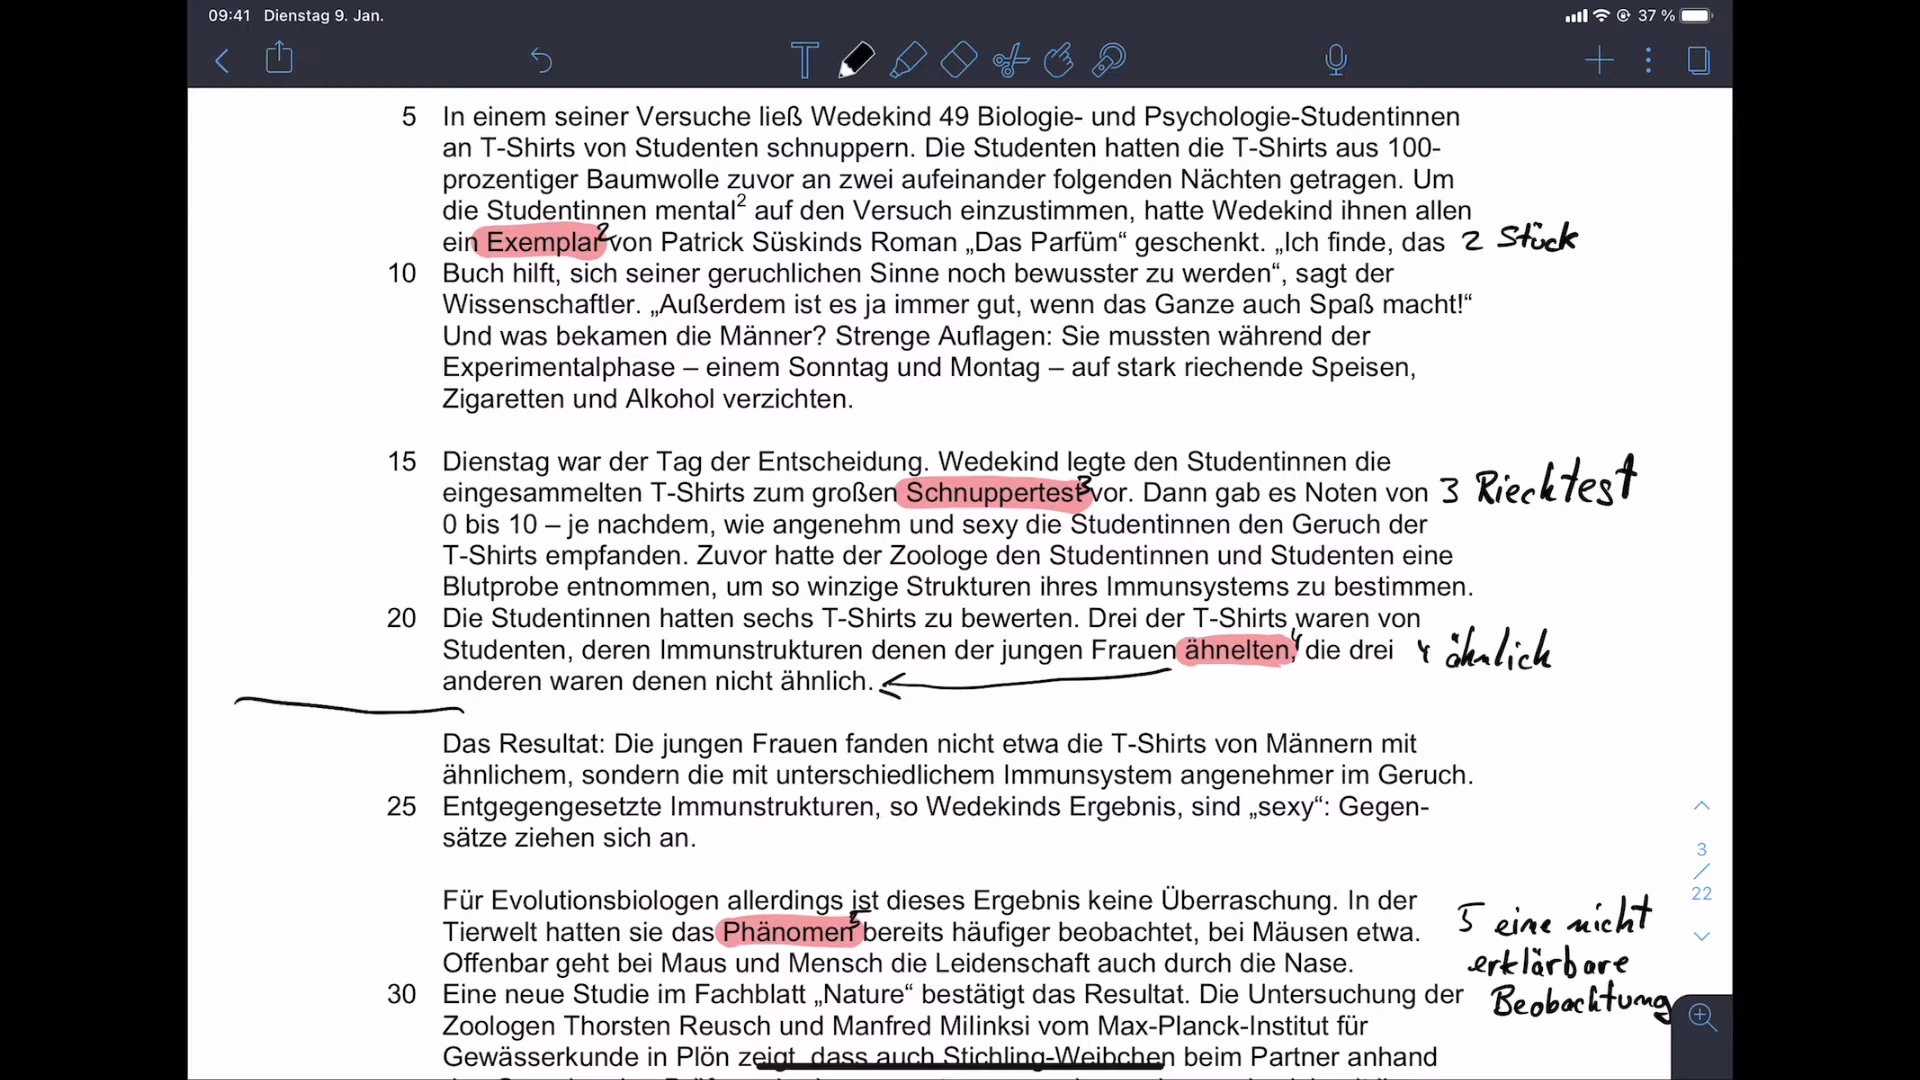 09:41 Dienstag 9. Jan.
37 %
5 In einem seiner Versuche ließ Wedekind 49 Biologie- und Psychologie-Studentinnen
an T-Shirts von Studenten schnuppern. Die Studenten hatten die T-Shirts aus 100-
prozentiger Baumwolle zuvor an zwei aufeinander folgenden Nächten getragen. Um
die Studentinnen mental² auf den Versuch einzustimmen, hatte Wedekind ihnen allen
ein Exemplar² von Patrick Süskinds Roman „Das Parfüm“ geschenkt. „Ich finde, das 2 Stück
10 Buch hilft, sich seiner geruchlichen Sinne noch bewusster zu werden“, sagt der
Wissenschaftler. „Außerdem ist es ja immer gut, wenn das Ganze auch Spaß macht!“
Und was bekamen die Männer? Strenge Auflagen: Sie mussten während der
Experimentalphase – einem Sonntag und Montag – auf stark riechende Speisen,
Zigaretten und Alkohol verzichten.
15 Dienstag war der Tag der Entscheidung. Wedekind legte den Studentinnen die
eingesammelten T-Shirts zum großen Schnuppertest³ vor. Dann gab es Noten von 3 Riechtest
0 bis 10 – je nachdem, wie angenehm und sexy die Studentinnen den Geruch der
T-Shirts empfanden. Zuvor hatte der Zoologe den Studentinnen und Studenten eine
Blutprobe entnommen, um so winzige Strukturen ihres Immunsystems zu bestimmen.
20 Die Studentinnen hatten sechs T-Shirts zu bewerten. Drei der T-Shirts waren von
Studenten, deren Immunstrukturen denen der jungen Frauen ähnelten,⁴ die drei 4 ähnlich
anderen waren denen nicht ähnlich.
Das Resultat: Die jungen Frauen fanden nicht etwa die T-Shirts von Männern mit
ähnlichem, sondern die mit unterschiedlichem Immunsystem angenehmer im Geruch.
25 Entgegengesetzte Immunstrukturen, so Wedekinds Ergebnis, sind „sexy“: Gegen-
sätze ziehen sich an.
3
22
Für Evolutionsbiologen allerdings ist dieses Ergebnis keine Überraschung. In der
Tierwelt hatten sie das Phänomen⁵ bereits häufiger beobachtet, bei Mäusen etwa. 5 eine nicht
Offenbar geht bei Maus und Mensch die Leidenschaft auch durch die Nase. erklärbare
30 Eine neue Studie im Fachblatt „Nature“ bestätigt das Resultat. Die Untersuchung der Beobachtung
Zoologen Thorsten Reusch und Manfred Milinksi vom Max-Planck-Institut für
Gewässerkunde in Plön zeigt, dass auch Stichling-Weibchen beim Partner anhand